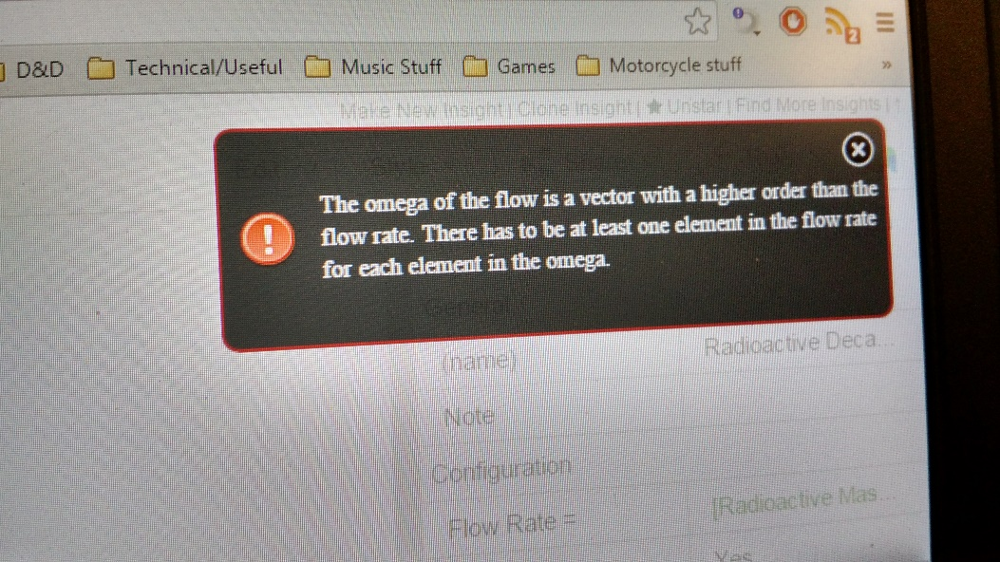 2
D&D Technical/Useful Music Stuff Games Motorcycle stuff »
Make New Insight | Clone Insight | ★ Unstar | Find More Insights |
The omega of the flow is a vector with a higher order than the
flow rate. There has to be at least one element in the flow rate
for each element in the omega.
General
(name) Radioactive Deca...
Note
Configuration
Flow Rate = [Radioactive Mas...
Yes